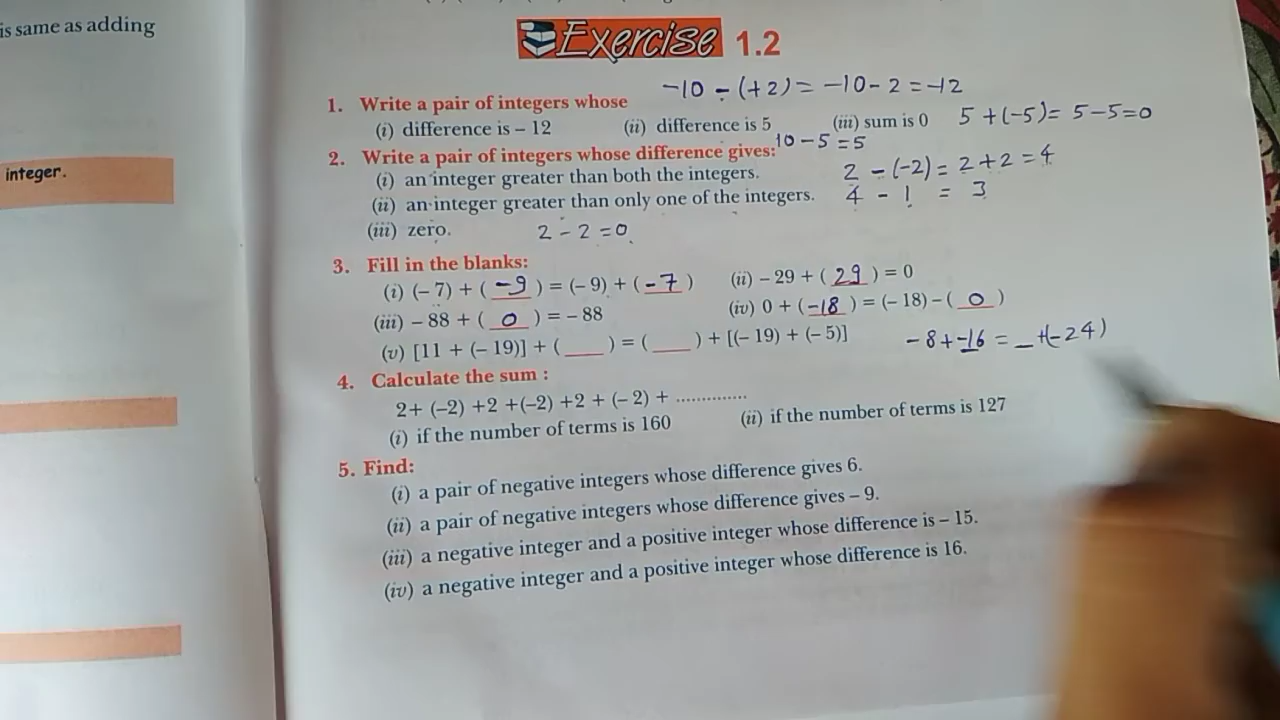 is same as adding
integer.
Exercise 1.2
-10 - (+2) = -10 - 2 = -12
1. Write a pair of integers whose
(i) difference is – 12 (ii) difference is 5 (iii) sum is 0 5 + (-5) = 5 - 5 = 0
10 - 5 = 5
2. Write a pair of integers whose difference gives:
(i) an integer greater than both the integers. 2 - (-2) = 2 + 2 = 4
(ii) an integer greater than only one of the integers. 4 - 1 = 3
(iii) zero. 2 - 2 = 0
3. Fill in the blanks:
(i) (– 7) + ( -9 ) = (– 9) + ( -7 ) (ii) – 29 + ( 29 ) = 0
(iii) – 88 + ( 0 ) = – 88 (iv) 0 + ( -18 ) = (– 18) – ( 0 )
(v) [11 + (– 19)] + ( ___ ) = ( ___ ) + [(– 19) + (– 5)] -8 + -16 = _ + (-24)
4. Calculate the sum :
2+ (–2) +2 +(–2) +2 + (– 2) + ..............
(i) if the number of terms is 160 (ii) if the number of terms is 127
5. Find:
(i) a pair of negative integers whose difference gives 6.
(ii) a pair of negative integers whose difference gives – 9.
(iii) a negative integer and a positive integer whose difference is – 15.
(iv) a negative integer and a positive integer whose difference is 16.